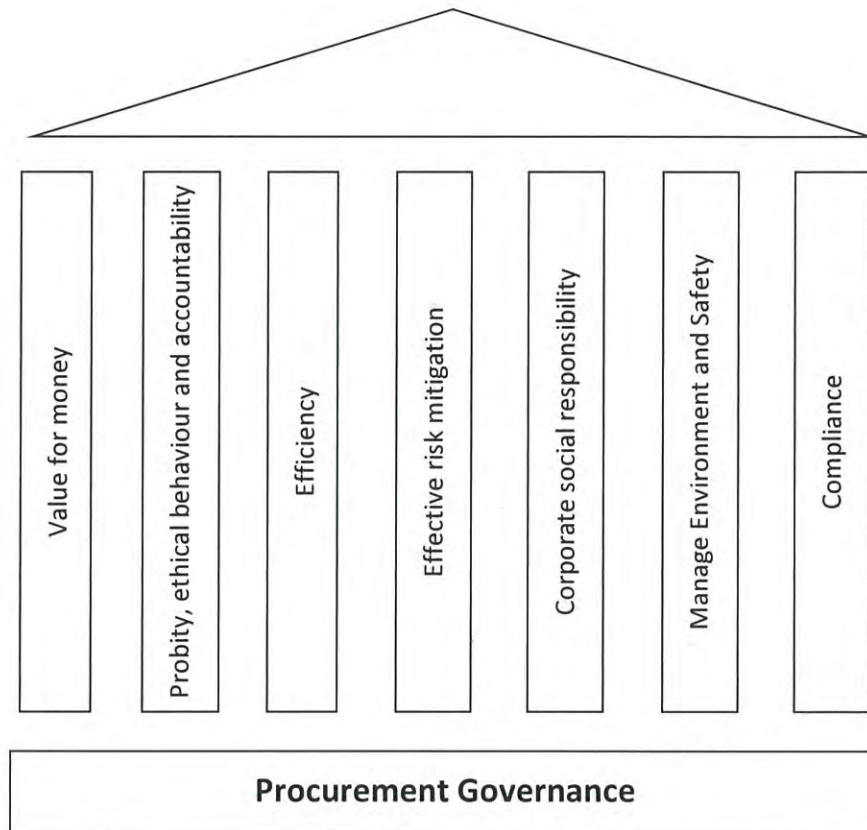 Value for money
Probity, ethical behaviour and accountability
Efficiency
Effective risk mitigation
Corporate social responsibility
Manage Environment and Safety
Compliance
Procurement Governance